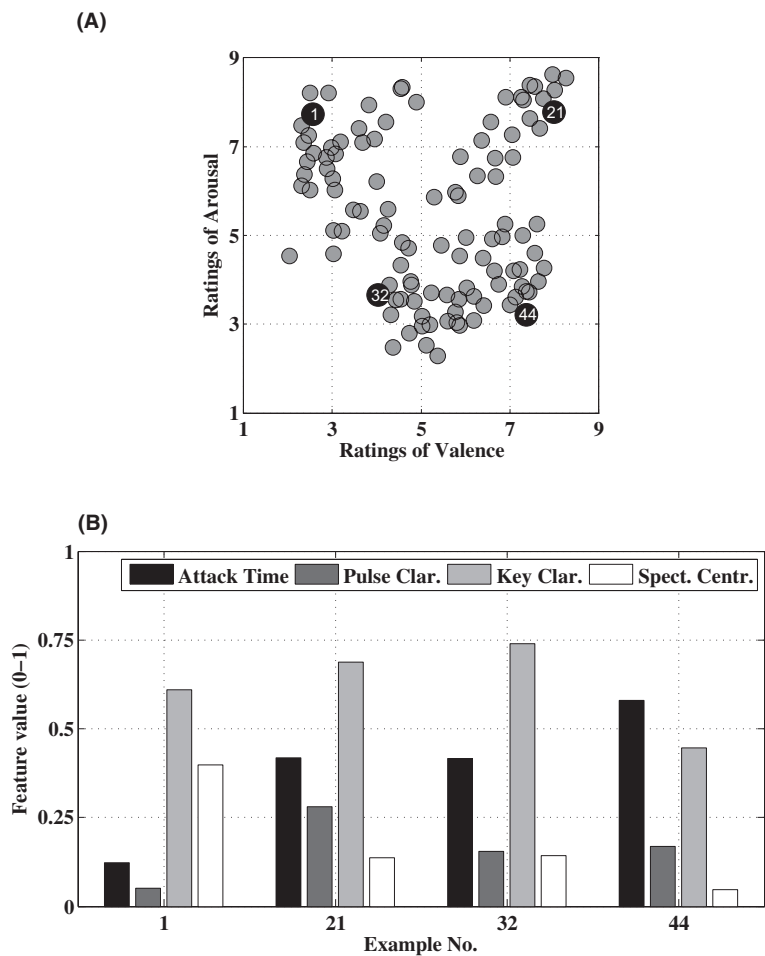 (A)
9
7
5
3
1
Ratings of Arousal
1
21
32
44
1 3 5 7 9
Ratings of Valence
(B)
1
0.75
0.5
0.25
0
Feature value (0−1)
Attack Time Pulse Clar. Key Clar. Spect. Centr.
1 21 32 44
Example No.